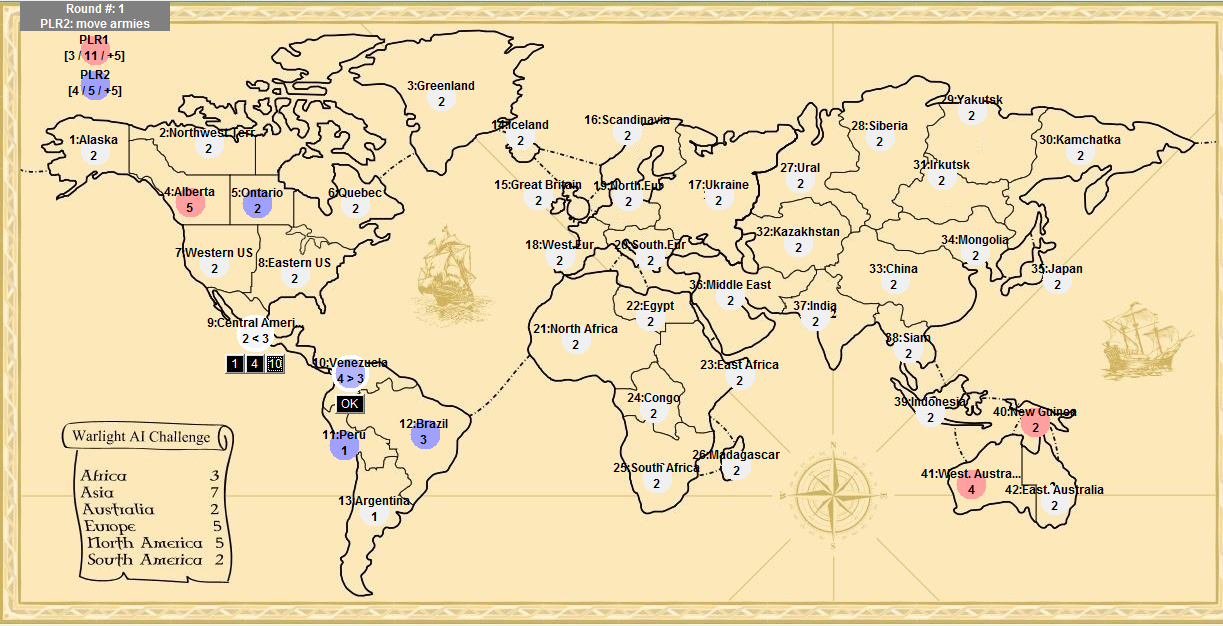 Round #: 1
PLR2: move armies
PLR1
[3 / 11 / +5]
PLR2
[4 / 5 / +5]
1:Alaska
2
2:Northwest Terr...
2
3:Greenland
2
4:Alberta
5
5:Ontario
2
6:Quebec
2
7:Western US
2
8:Eastern US
2
9:Central Ameri...
2 < 3
1 4 10
10:Venezuela
4 > 3
OK
11:Peru
1
12:Brazil
3
13:Argentina
1
14:Iceland
2
15:Great Britain
2
16:Scandinavia
2
17:Ukraine
2
18:West.Eur...
2
19:North.Eur...
2
20:South.Eur
2
21:North Africa
2
22:Egypt
2
23:East Africa
2
24:Congo
2
25:South Africa
2
26:Madagascar
2
27:Ural
2
28:Siberia
2
29:Yakutsk
2
30:Kamchatka
2
31:Irkutsk
2
32:Kazakhstan
2
33:China
2
34:Mongolia
2
35:Japan
2
36:Middle East
2
37:India
2
38:Siam
2
39:Indonesia
2
40:New Guinea
2
41:West. Austra...
4
42:East. Australia
2
Warlight AI Challenge
Africa 3
Asia 7
Australia 2
Europe 5
North America 5
South America 2
N
S